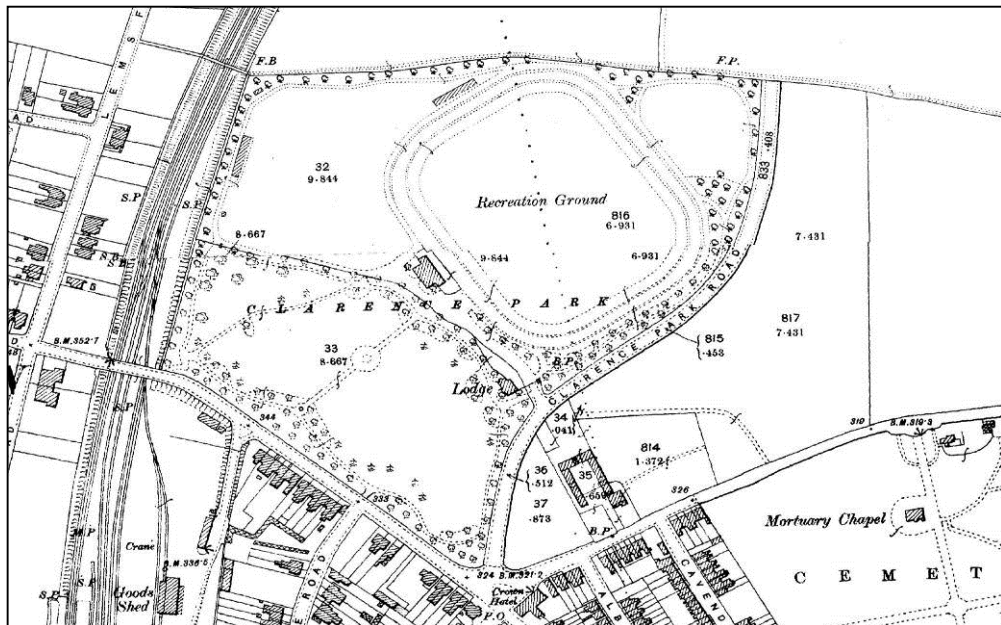 F.B
F.P.
L E M S F
A D
32
9·844
Recreation Ground
816
6·931
833
·408
S.P
S.P
8·667
9·844
6·931
7·431
S.P
S.B
C L A R E N C E P A R K
817
7·431
CLARENCE PARK ROAD
815
·453
B.M.352·7
33
8·667
B.P.
Lodge
S.P
344
34
·041
814
1·372
310
B.M.319·3
36
·512
35
·659
37
·873
326
335
Mortuary Chapel
M.P
Crane
B.M.336·5
B.P.
S.P
S.P
Goods
Shed
E ROAD
324
B.M.321·2
Crown
Hotel
P.O.
A L B
C A V E N D
C E M E T